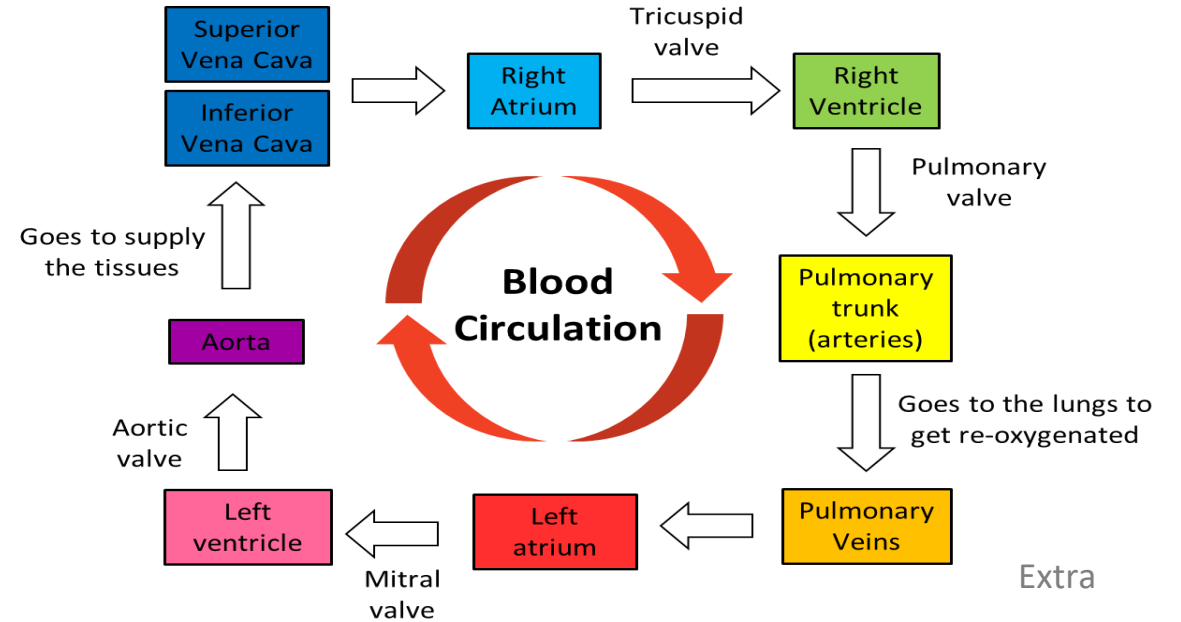 Superior
Vena Cava
Inferior
Vena Cava
Right
Atrium
Tricuspid
valve
Right
Ventricle
Pulmonary
valve
Pulmonary
trunk
(arteries)
Goes to the lungs to
get re-oxygenated
Pulmonary
Veins
Left
atrium
Mitral
valve
Left
ventricle
Aortic
valve
Aorta
Goes to supply
the tissues
Blood
Circulation
Extra